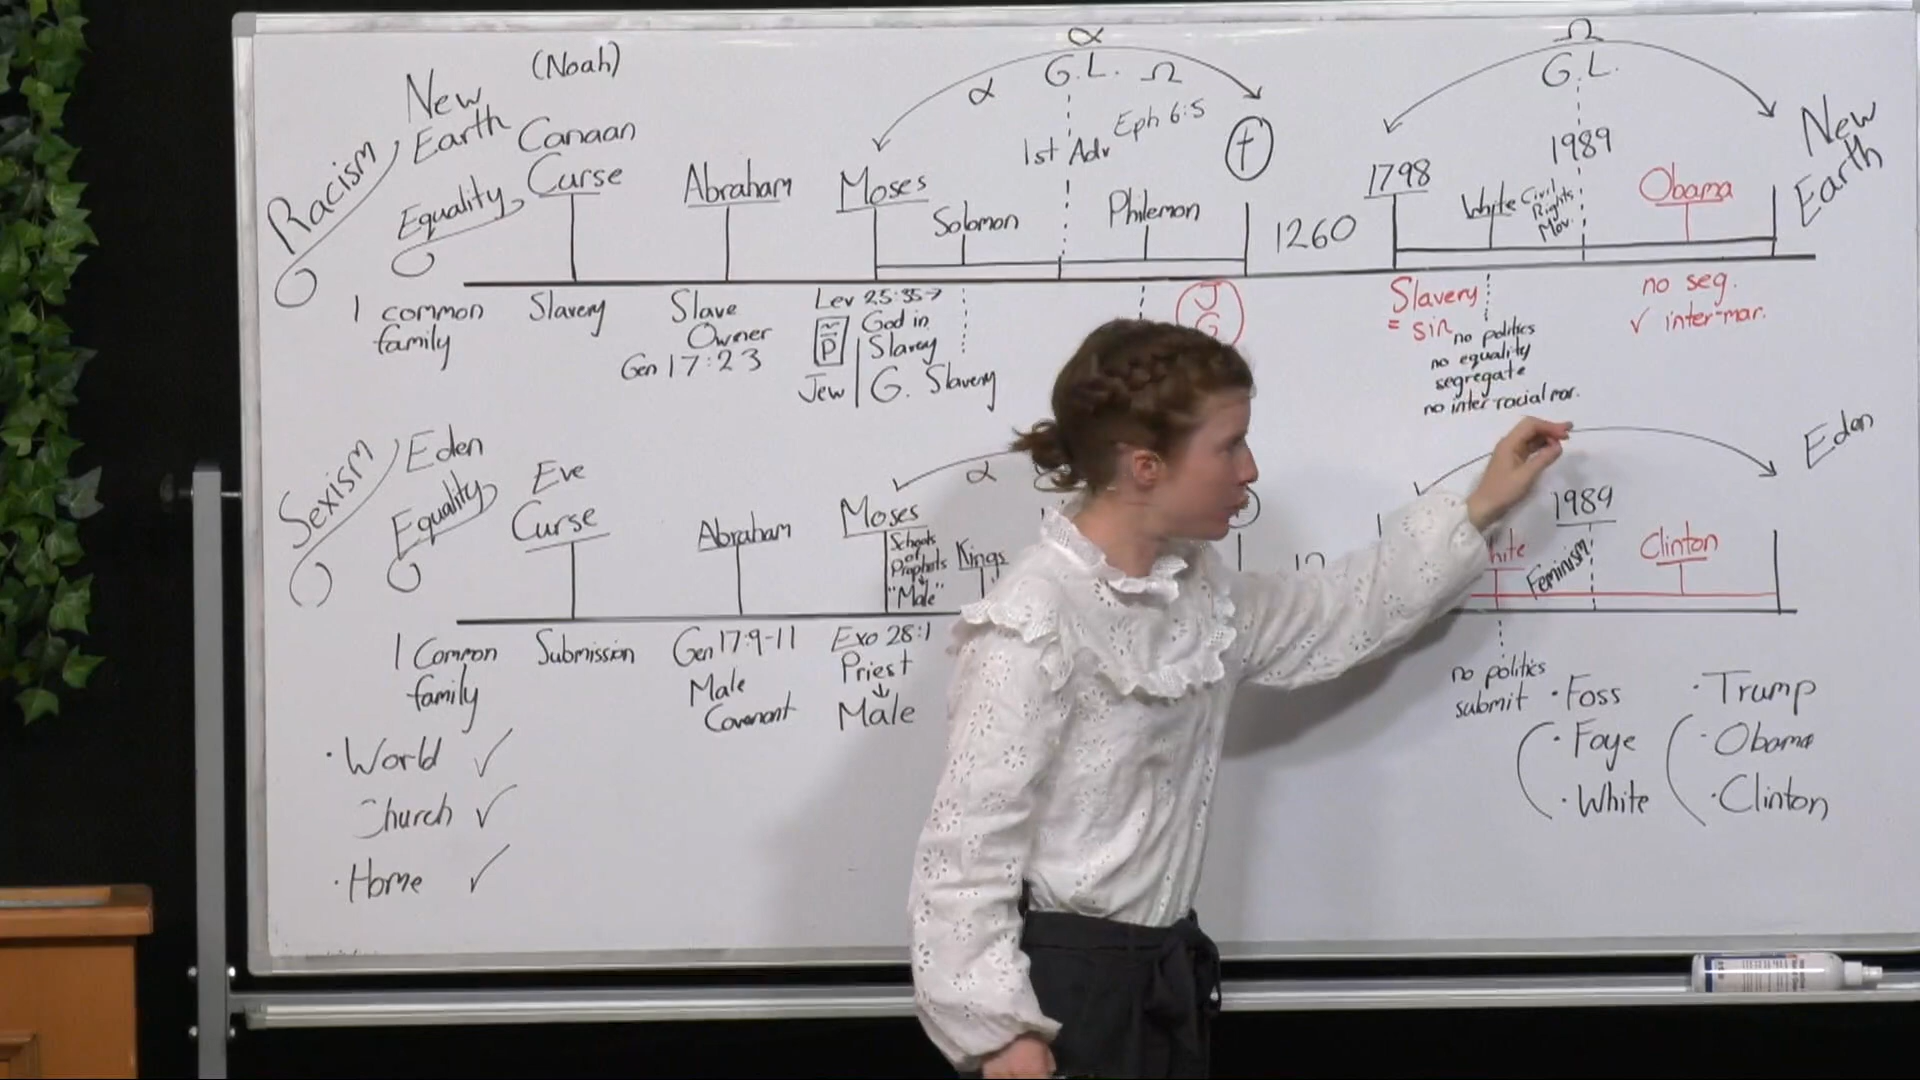 (Noah)
α
Ω
New
Earth
G.L.
Ω
G.L.
α
Eph 6:5
New
Earth
Racism
Canaan
Curse
1st Adv
†
1989
1798
Equality
Abraham
Moses
Solomon
Philemon
1260
White
Civil
Rights
Mov.
Obama
1 common
family
Slavery
Slave
Owner
Gen 17:23
Lev 25:35→
P
God in
Slavery
Jew
G. Slavery
J
G
Slavery
= sin
no politics
no equality
segregate
no inter racial mar.
no seg.
✓ inter-mar.
Sexism
Eden
Equality
Eve
Curse
Abraham
α
Moses
Schools
of
Prophets
↓
"Male"
Kings
1989
Feminism
Clinton
Eden
1 Common
family
Submission
Gen 17:9-11
Male
Covenant
Exo 28:1
Priest
↓
Male
no politics
submit
· Foss
· Faye
· White
· Trump
· Obama
· Clinton
· World ✓
Church ✓
· Home ✓